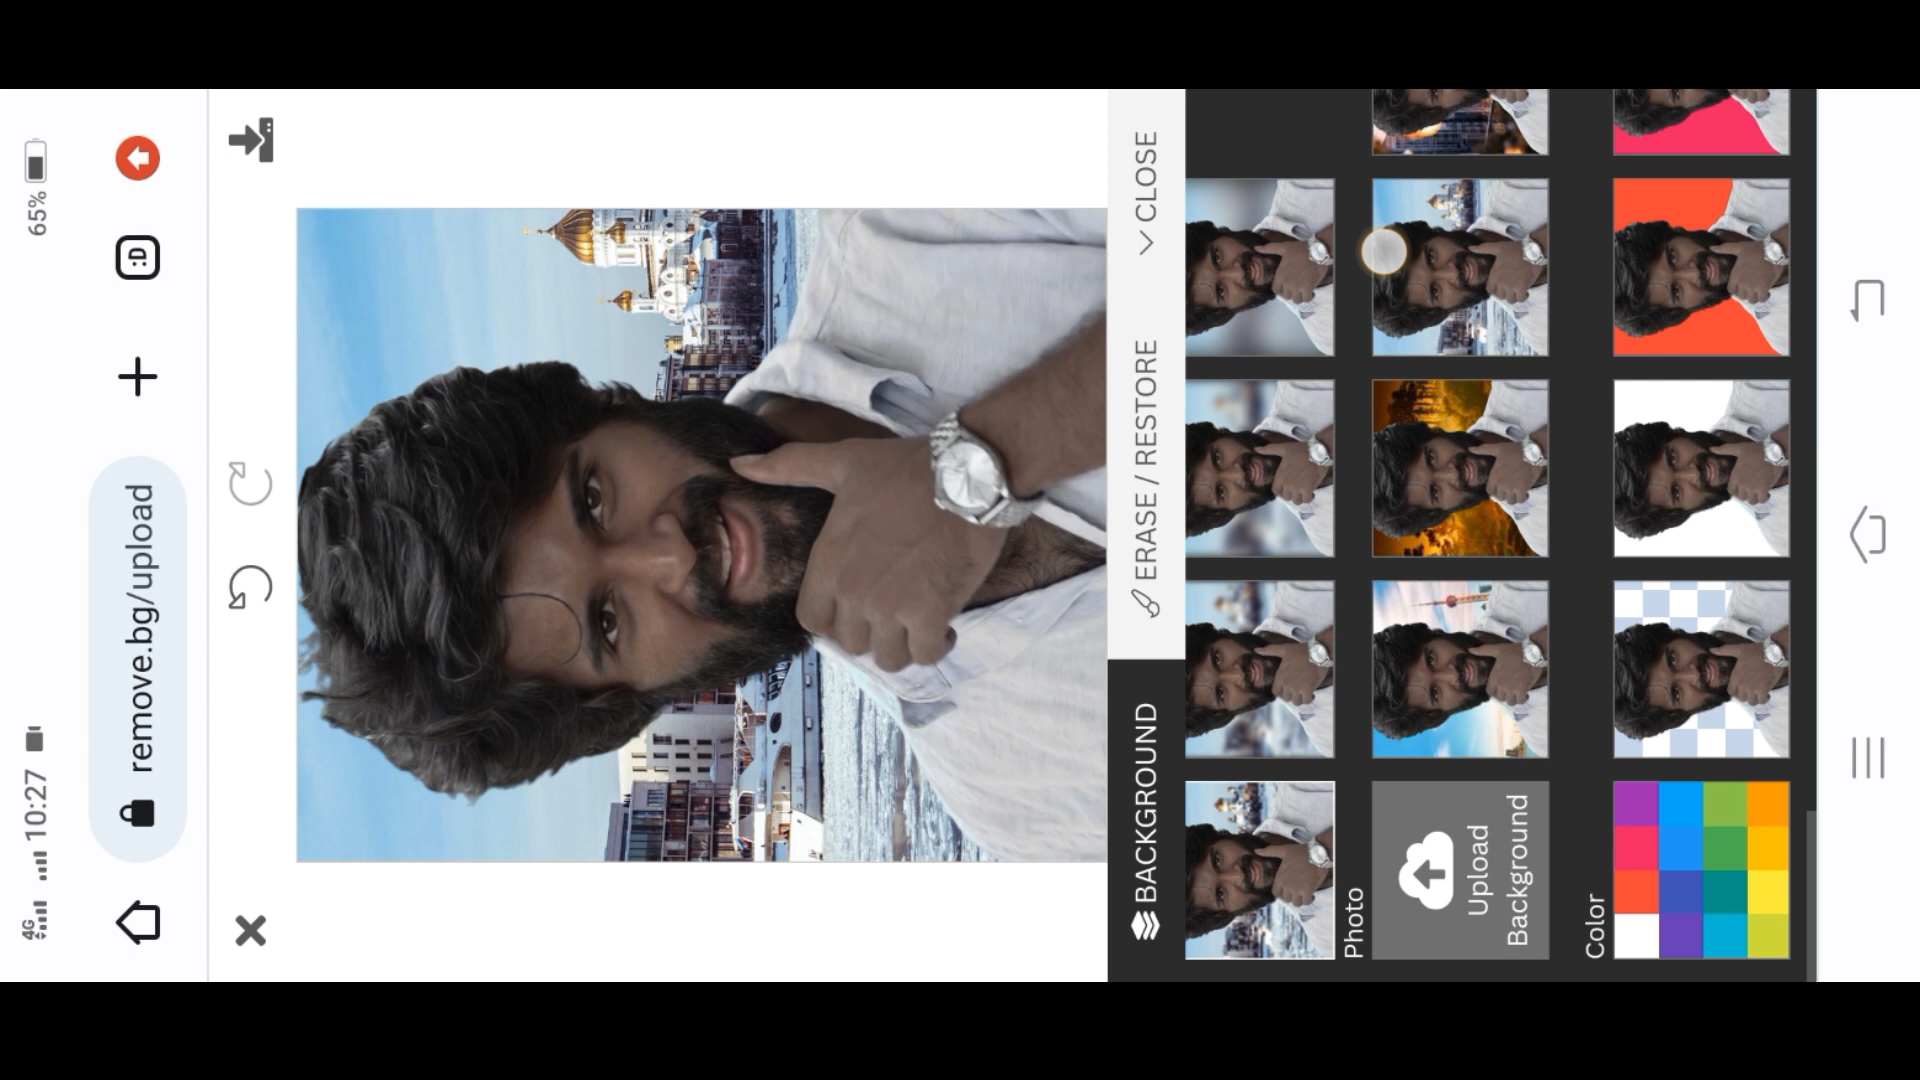 4G 10:27 65%
remove.bg/upload :D
BACKGROUND ERASE / RESTORE CLOSE
Photo
Upload
Background
Color